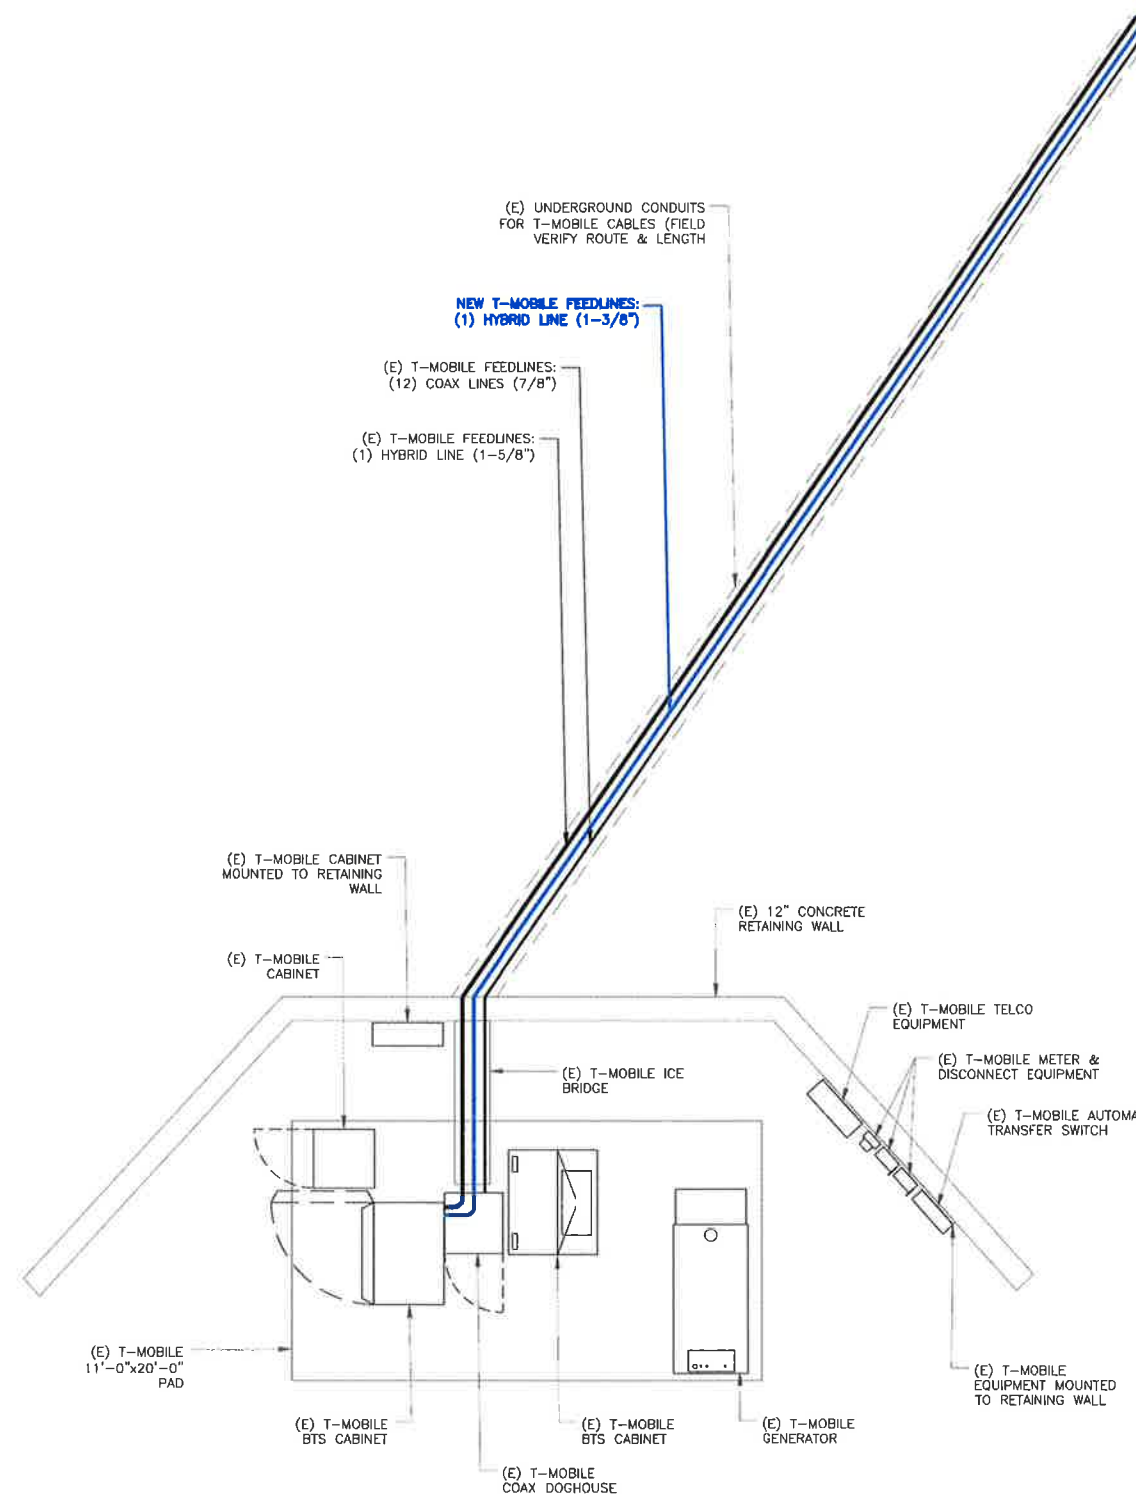 (E) UNDERGROUND CONDUITS
FOR T-MOBILE CABLES (FIELD
VERIFY ROUTE & LENGTH
NEW T-MOBILE FEEDLINES:
(1) HYBRID LINE (1-3/8")
(E) T-MOBILE FEEDLINES:
(12) COAX LINES (7/8")
(E) T-MOBILE FEEDLINES:
(1) HYBRID LINE (1-5/8")
(E) T-MOBILE CABINET
MOUNTED TO RETAINING
WALL
(E) 12" CONCRETE
RETAINING WALL
(E) T-MOBILE
CABINET
(E) T-MOBILE TELCO
EQUIPMENT
(E) T-MOBILE ICE
BRIDGE
(E) T-MOBILE METER &
DISCONNECT EQUIPMENT
(E) T-MOBILE AUTOMA
TRANSFER SWITCH
(E) T-MOBILE
11'-0"x20'-0"
PAD
(E) T-MOBILE
EQUIPMENT MOUNTED
TO RETAINING WALL
(E) T-MOBILE
BTS CABINET
(E) T-MOBILE
BTS CABINET
(E) T-MOBILE
GENERATOR
(E) T-MOBILE
COAX DOGHOUSE